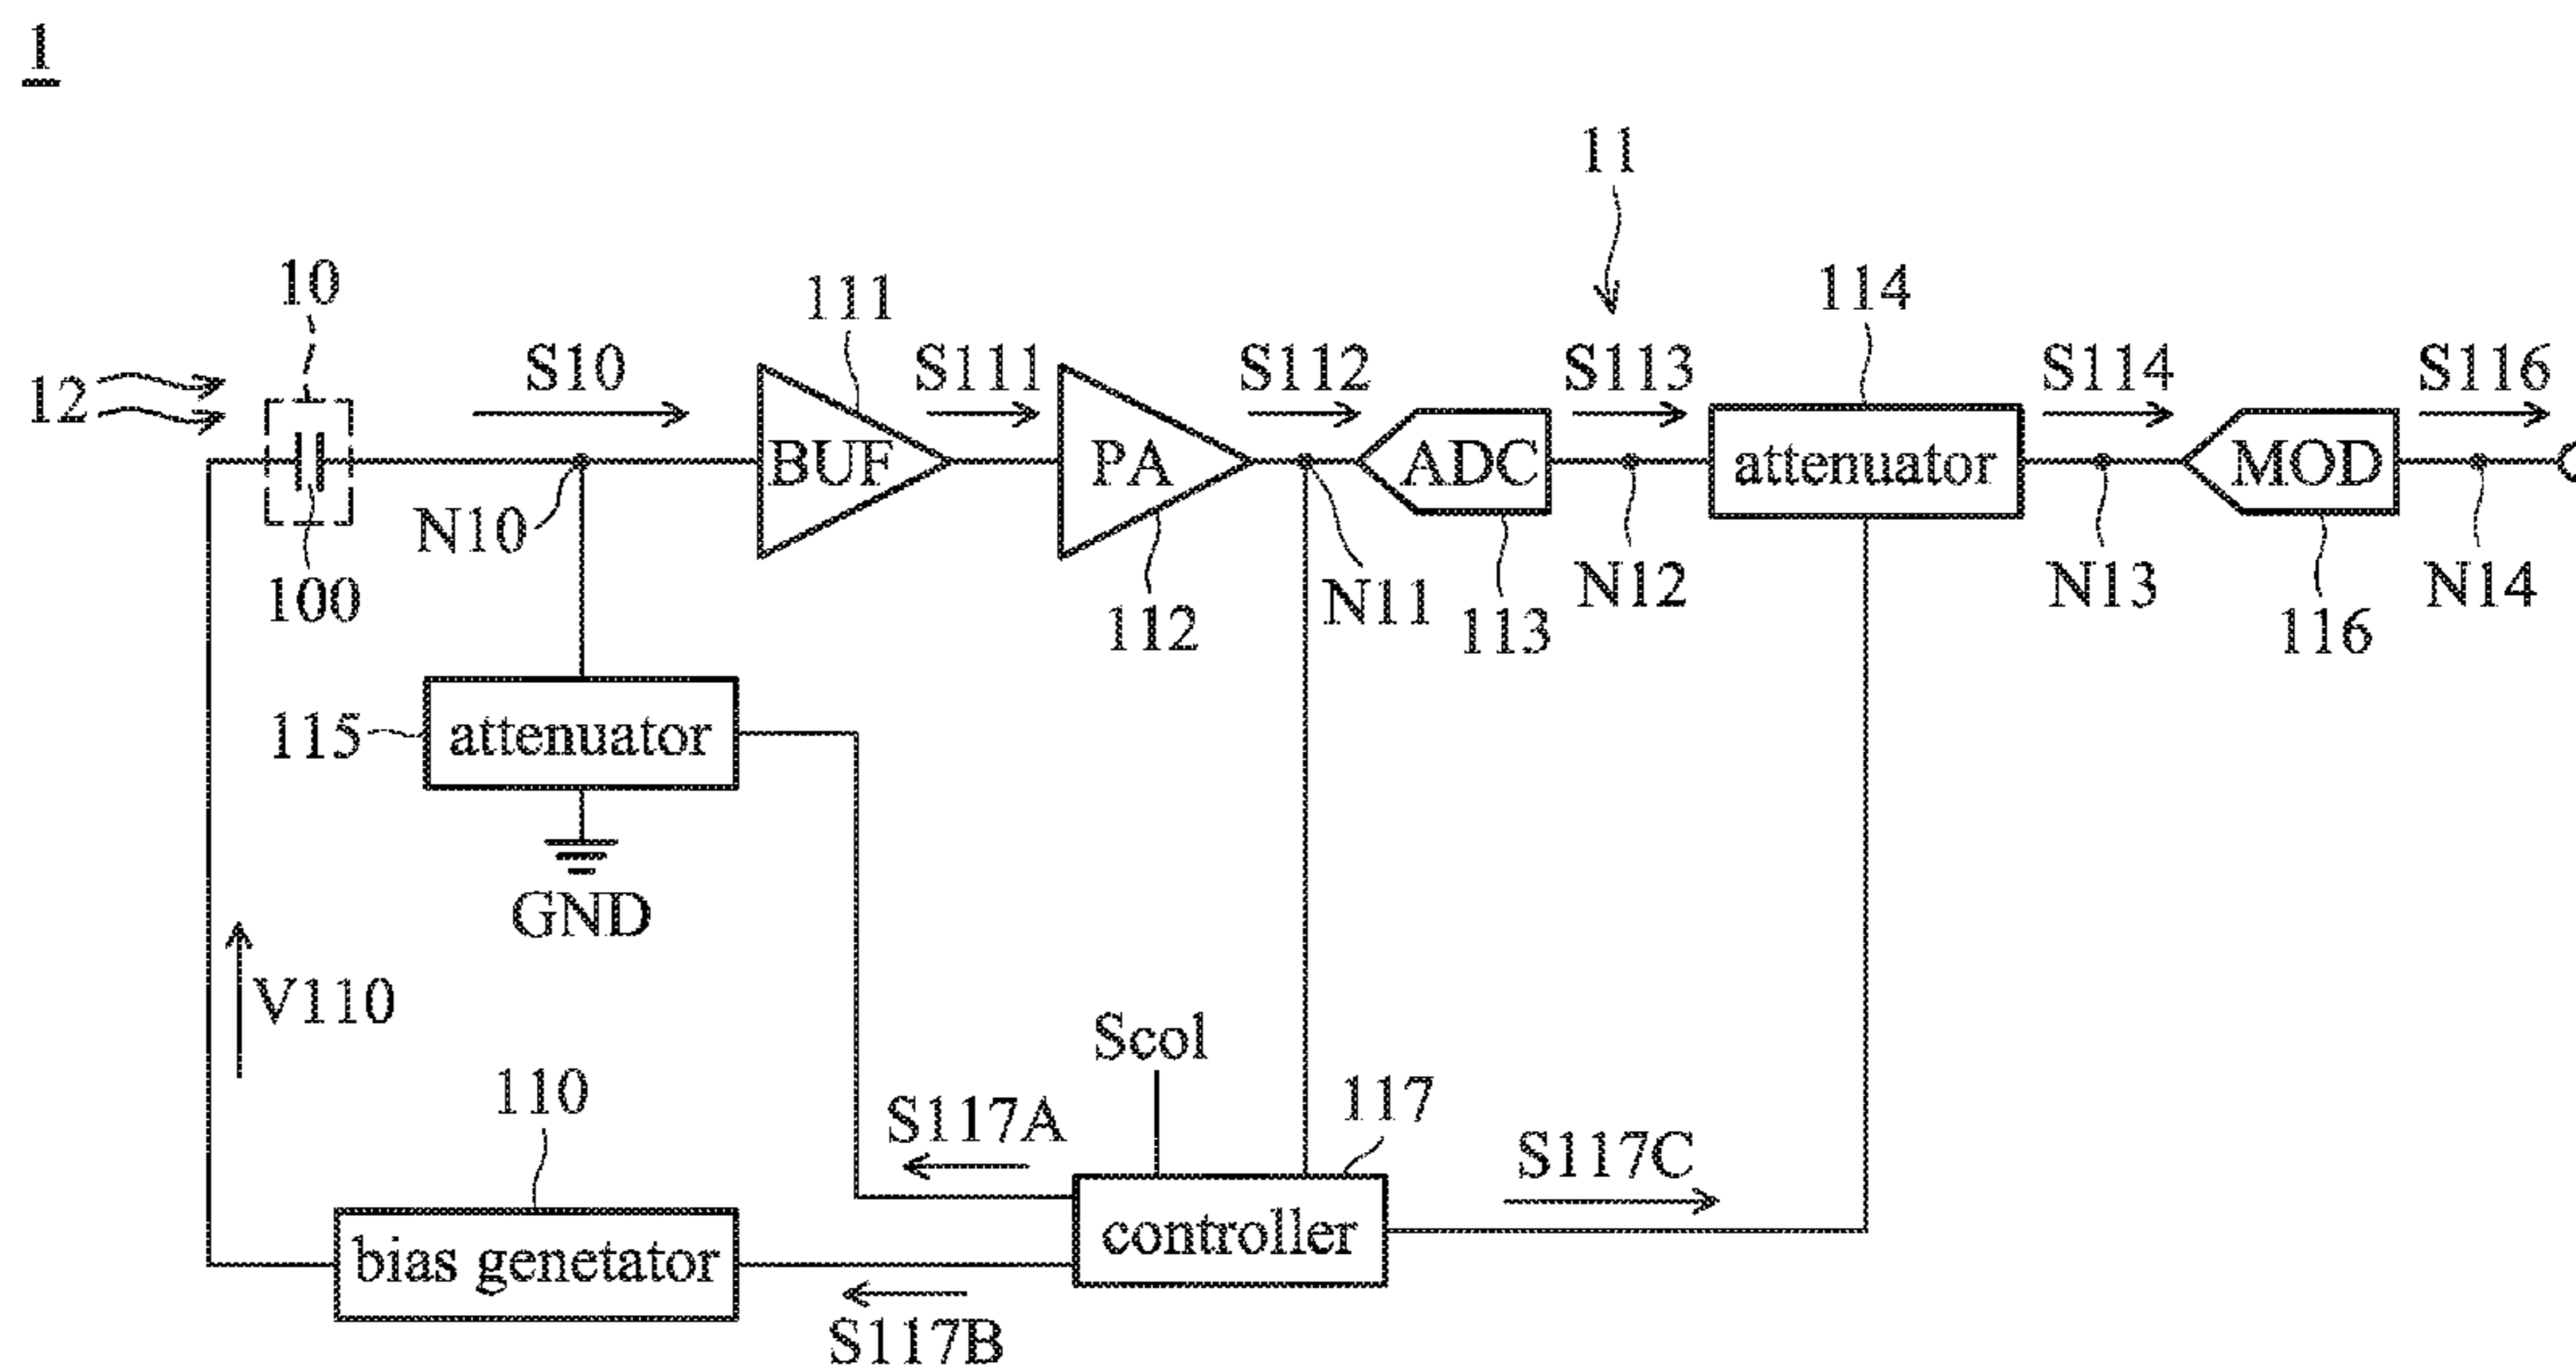 1
11
10
111
114
12
S10
S111
S112
S113
S114
S116
BUF
PA
ADC
attenuator
MOD
N10
100
112
N11
113
N12
N13
116
N14
115
attenuator
GND
V110
Scol
110
S117A
117
S117C
controller
bias genetator
S117B